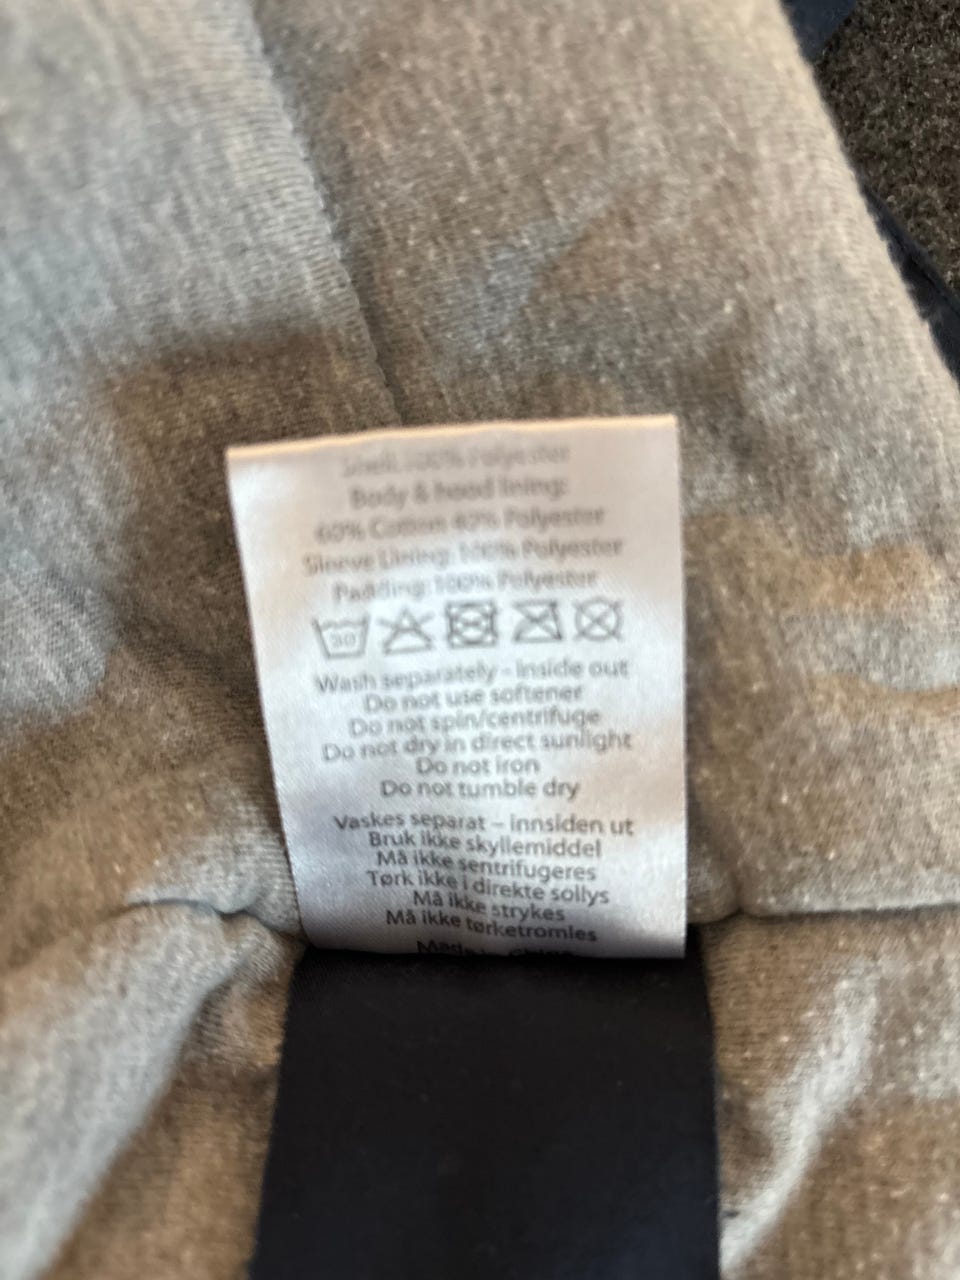 Shell: 100% Polyester
Body & hood lining:
60% Cotton 40% Polyester
Sleeve Lining: 100% Polyester
Padding: 100% Polyester
30
Wash separately - inside out
Do not use softener
Do not spin/centrifuge
Do not dry in direct sunlight
Do not iron
Do not tumble dry
Vaskes separat – innsiden ut
Bruk ikke skyllemiddel
Må ikke sentrifugeres
Tørk ikke i direkte sollys
Må ikke strykes
Må ikke tørketromles
Made in China